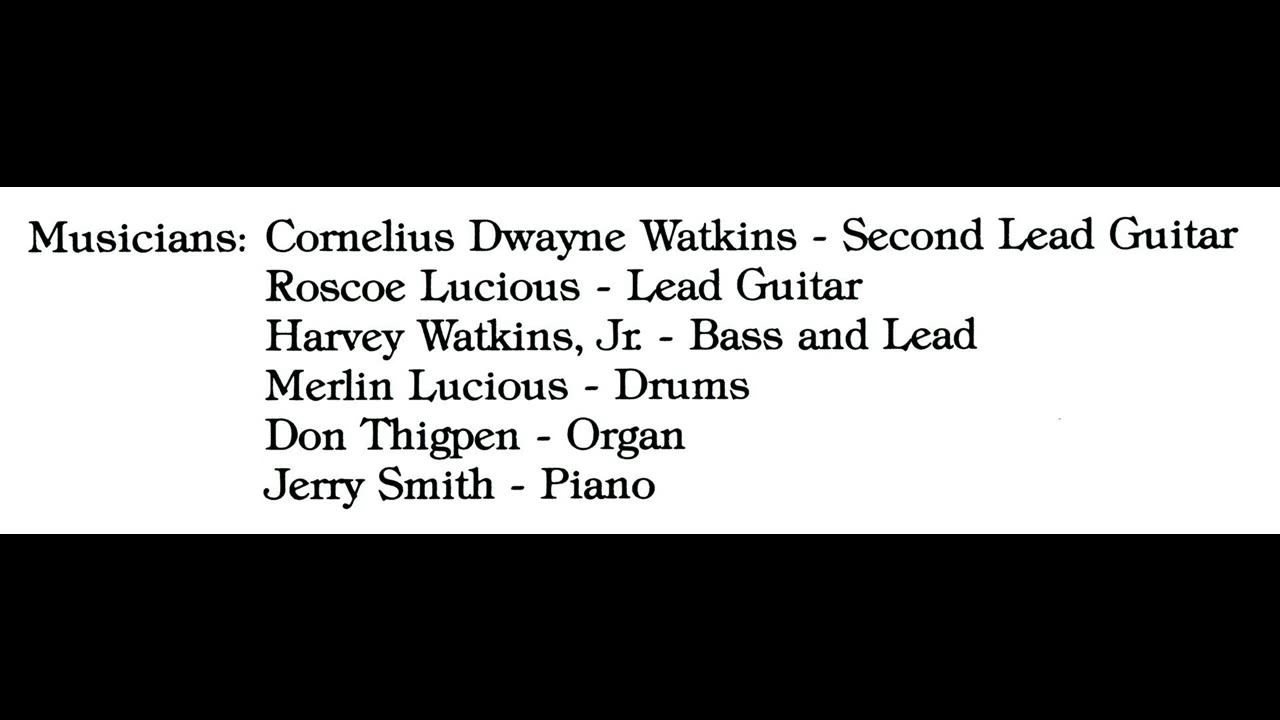 Musicians: Cornelius Dwayne Watkins - Second Lead Guitar
Roscoe Lucious - Lead Guitar
Harvey Watkins, Jr. - Bass and Lead
Merlin Lucious - Drums
Don Thigpen - Organ
Jerry Smith - Piano